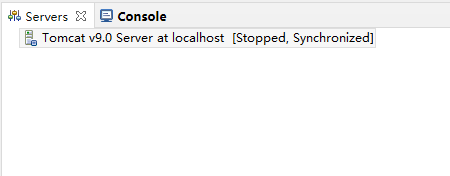 Servers Console
Tomcat v9.0 Server at localhost [Stopped, Synchronized]